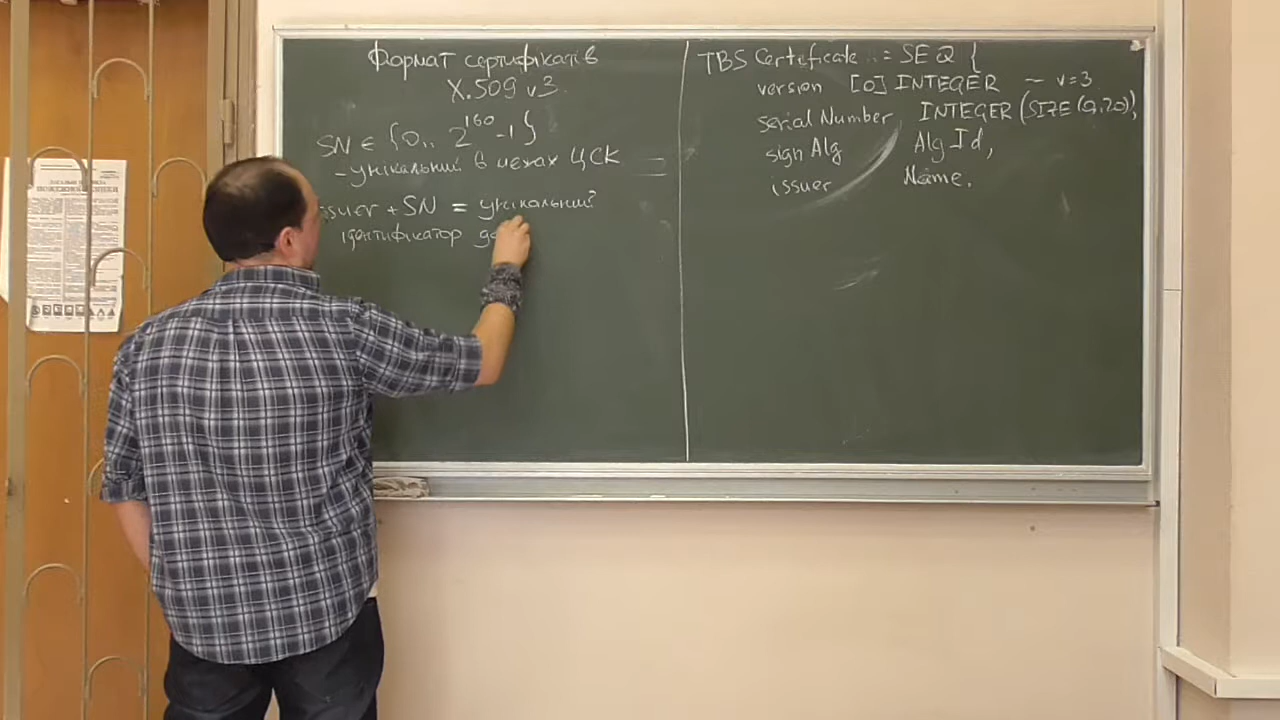 Формат сертифікатів
X.509 v3
SN ∈ {0.. 2^160 -1}
- унікальний в межах ЦСК
issuer + SN = унікальний
ідентифікатор
TBS Certificate ::= SEQ {
version [0] INTEGER ~ v=3
serial Number INTEGER (SIZE (0,20)),
sign Alg Alg Id,
issuer Name,